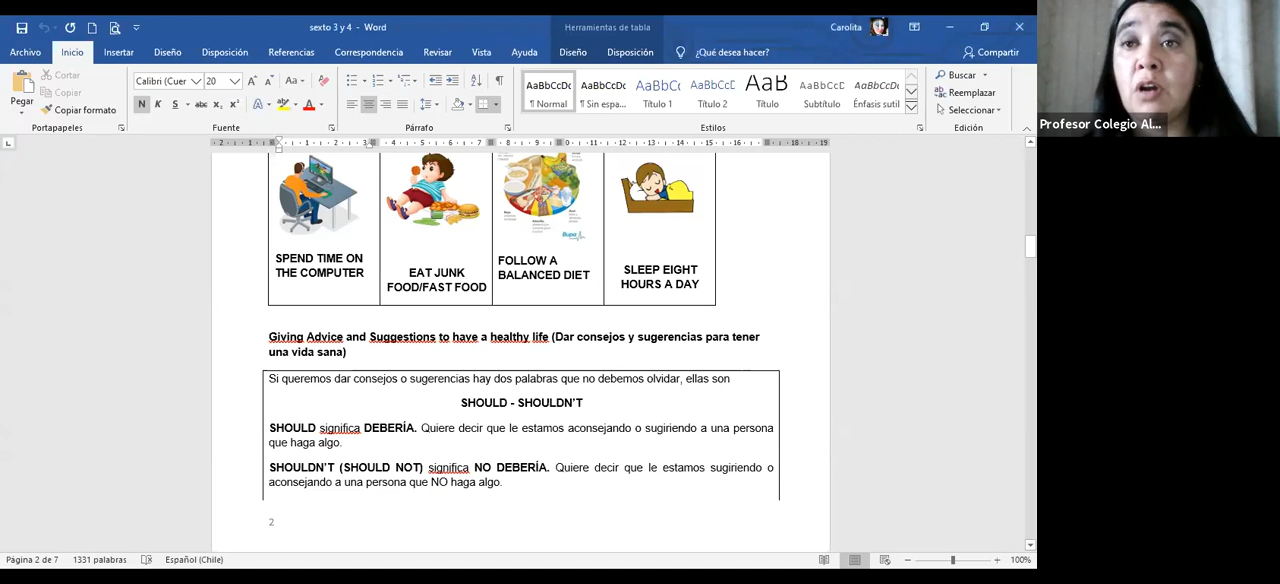 sexto 3 y 4 - Word
Herramientas de tabla
Carolita
Archivo Inicio Insertar Diseño Disposición Referencias Correspondencia Revisar Vista Ayuda Diseño Disposición ¿Qué desea hacer? Compartir
Pegar
Cortar
Copiar
Copiar formato
Portapapeles
Calibri (Cuer 20
Fuente
Párrafo
AaBbCcDc
¶ Normal
AaBbCcDc
¶ Sin espa...
AaBbCc
Título 1
AaBbCcD
Título 2
AaB
Título
AaBbCcD
Subtítulo
AaBbCcD
Énfasis sutil
Estilos
Buscar
Reemplazar
Seleccionar
Edición
Profesor Colegio Al...
Bupa
SPEND TIME ON
THE COMPUTER
EAT JUNK
FOOD/FAST FOOD
FOLLOW A
BALANCED DIET
SLEEP EIGHT
HOURS A DAY
Giving Advice and Suggestions to have a healthy life (Dar consejos y sugerencias para tener
una vida sana)
Si queremos dar consejos o sugerencias hay dos palabras que no debemos olvidar, ellas son
SHOULD - SHOULDN'T
SHOULD significa DEBERÍA. Quiere decir que le estamos aconsejando o sugiriendo a una persona
que haga algo.
SHOULDN'T (SHOULD NOT) significa NO DEBERÍA. Quiere decir que le estamos sugiriendo o
aconsejando a una persona que NO haga algo.
2
Página 2 de 7 1331 palabras Español (Chile) 100%